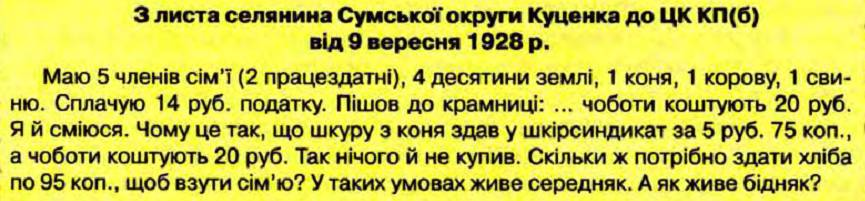 З листа селянина Сумської округи Куценка до ЦК КП(б)
від 9 вересня 1928 р.
Маю 5 членів сім'ї (2 працездатні), 4 десятини землі, 1 коня, 1 корову, 1 сви-
ню. Сплачую 14 руб. податку. Пішов до крамниці: ... чоботи коштують 20 руб.
Я й сміюся. Чому це так, що шкуру з коня здав у шкірсиндикат за 5 руб. 75 коп.,
а чоботи коштують 20 руб. Так нічого й не купив. Скільки ж потрібно здати хліба
по 95 коп., щоб взути сім'ю? У таких умовах живе середняк. А як живе бідняк?